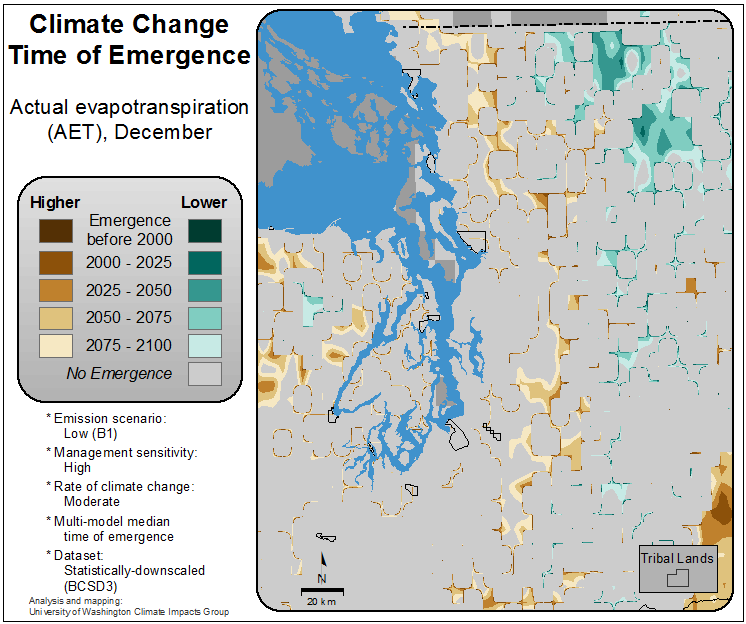 Climate Change
Time of Emergence
Actual evapotranspiration
(AET), December
Higher
Lower
Emergence
before 2000
2000 - 2025
2025 - 2050
2050 - 2075
2075 - 2100
No Emergence
* Emission scenario:
Low (B1)
* Management sensitivity:
High
* Rate of climate change:
Moderate
* Multi-model median
time of emergence
* Dataset:
Statistically-downscaled
(BCSD3)
Analysis and mapping:
University of Washington Climate Impacts Group
N
20 km
Tribal Lands